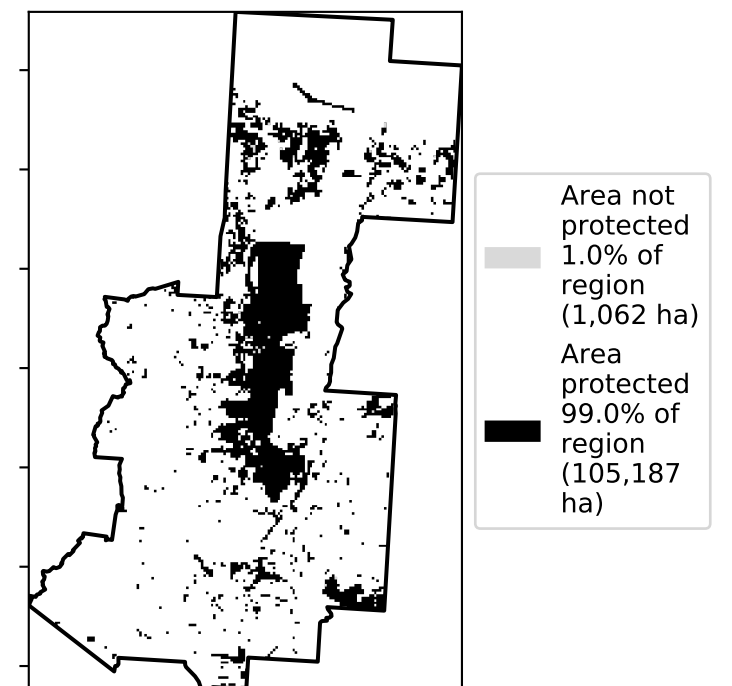 Area not
protected
1.0% of
region
(1,062 ha)
Area
protected
99.0% of
region
(105,187
ha)